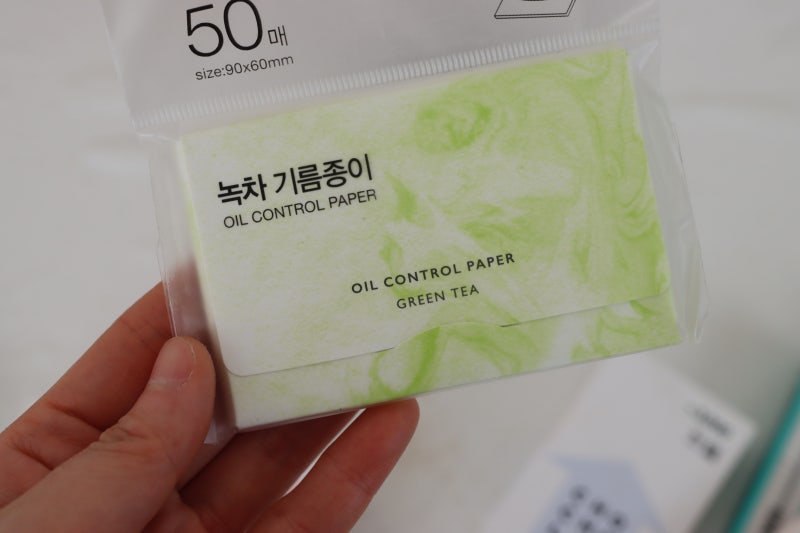 50매
size:90x60mm
녹차 기름종이
OIL CONTROL PAPER
OIL CONTROL PAPER
GREEN TEA